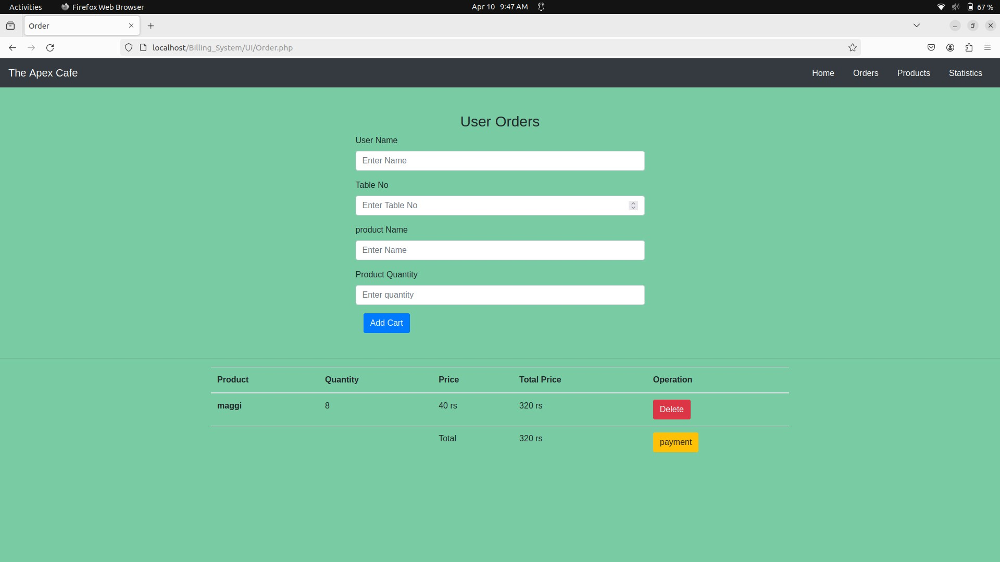 Activities Firefox Web Browser Apr 10 9:47 AM 67 %
Order
localhost/Billing_System/UI/Order.php
The Apex Cafe Home Orders Products Statistics
User Orders
User Name
Enter Name
Table No
Enter Table No
product Name
Enter Name
Product Quantity
Enter quantity
Add Cart
Product Quantity Price Total Price Operation
maggi 8 40 rs 320 rs Delete
Total 320 rs payment